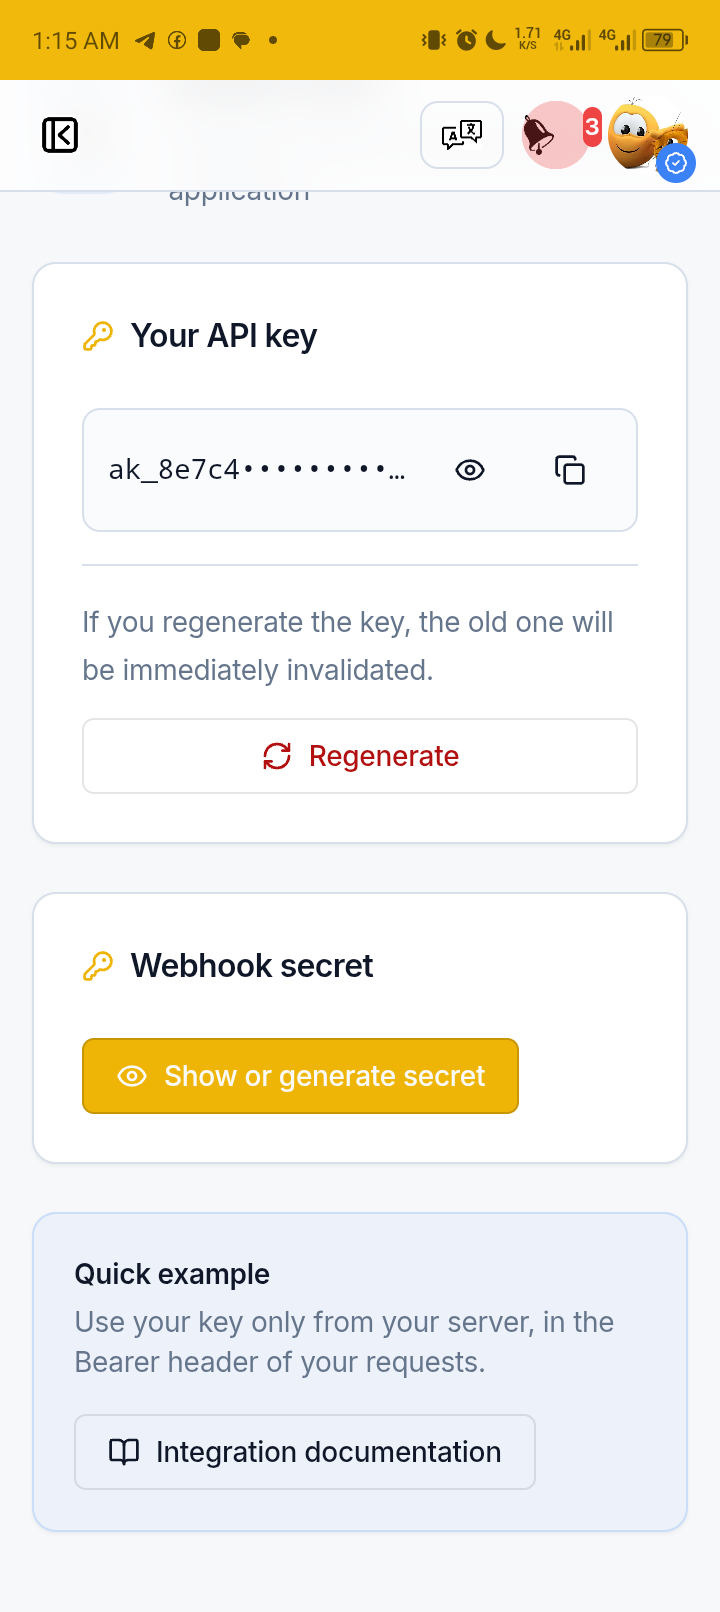 1:15 AM
1.71
K/S
4G
4G
79
3
application
Your API key
ak_8e7c4•••••••••…
If you regenerate the key, the old one will
be immediately invalidated.
Regenerate
Webhook secret
Show or generate secret
Quick example
Use your key only from your server, in the
Bearer header of your requests.
Integration documentation